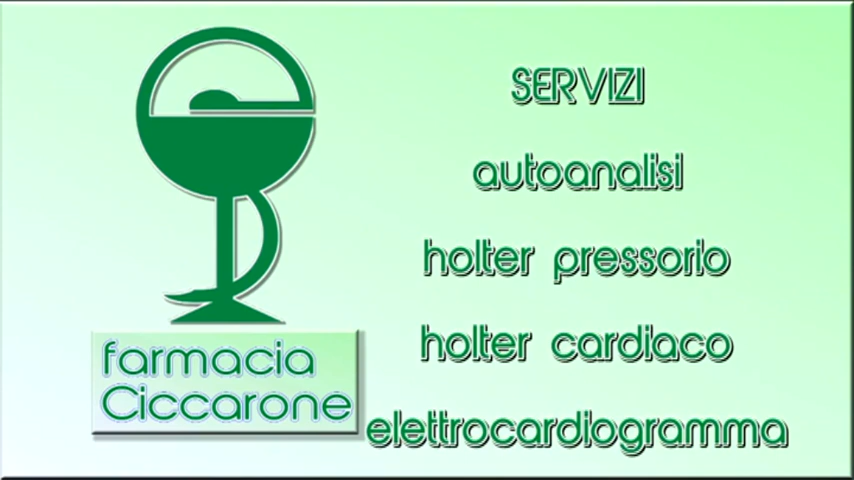 farmacia
Ciccarone
SERVIZI
autoanalisi
holter pressorio
holter cardiaco
elettrocardiogramma